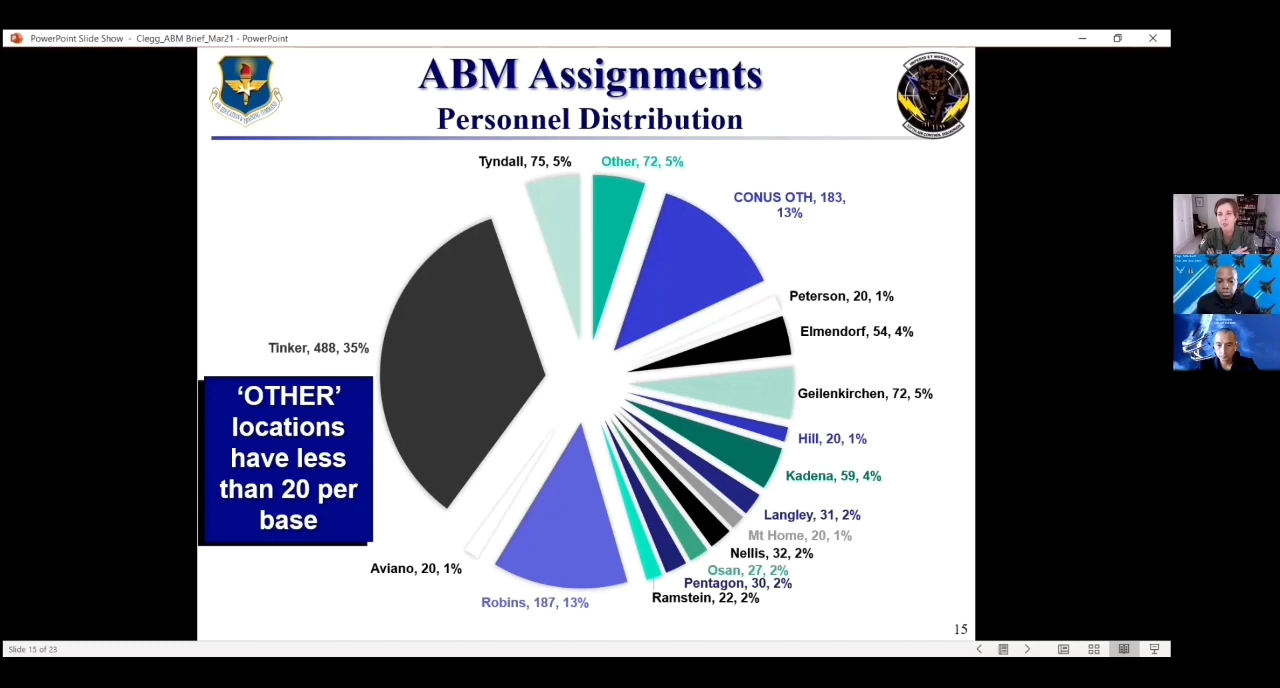 PowerPoint Slide Show - Clegg_ABM Brief_Mar21 - PowerPoint
ABM Assignments
Personnel Distribution
Tyndall, 75, 5%
Other, 72, 5%
CONUS OTH, 183,
13%
Peterson, 20, 1%
Elmendorf, 54, 4%
Tinker, 488, 35%
Geilenkirchen, 72, 5%
'OTHER'
locations
have less
than 20 per
base
Hill, 20, 1%
Kadena, 59, 4%
Langley, 31, 2%
Mt Home, 20, 1%
Nellis, 32, 2%
Osan, 27, 2%
Pentagon, 30, 2%
Ramstein, 22, 2%
Aviano, 20, 1%
Robins, 187, 13%
15
Slide 15 of 23